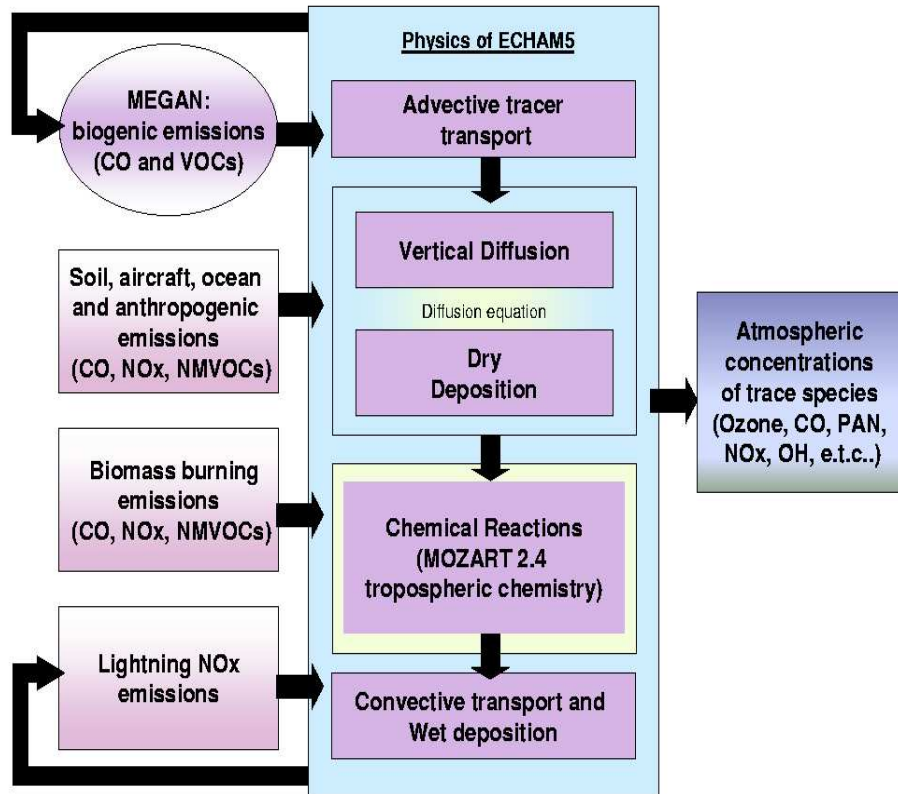 Physics of ECHAM5
MEGAN:
biogenic emissions
(CO and VOCs)
Advective tracer
transport
Soil, aircraft, ocean
and anthropogenic
emissions
(CO, NOx, NMVOCs)
Vertical Diffusion
Diffusion equation
Dry
Deposition
Atmospheric
concentrations
of trace species
(Ozone, CO, PAN,
NOx, OH, e.t.c..)
Biomass burning
emissions
(CO, NOx, NMVOCs)
Chemical Reactions
(MOZART 2.4
tropospheric chemistry)
Lightning NOx
emissions
Convective transport and
Wet deposition